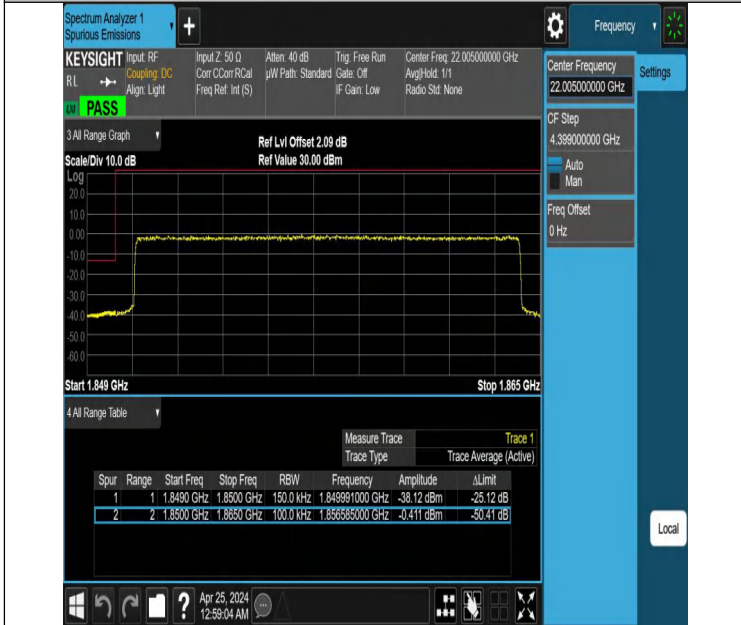 Spectrum Analyzer 1
Spurious Emissions
Frequency
KEYSIGHT
RL
Input: RF
Coupling: DC
Align: Light
Input Z: 50 Ω
Corr CCorr RCal
Freq Ref: Int (S)
Atten: 40 dB
µW Path: Standard
Trig: Free Run
Gate: Off
IF Gain: Low
Center Freq: 22.005000000 GHz
Avg|Hold: 1/1
Radio Std: None
PASS
Center Frequency
22.005000000 GHz
Settings
CF Step
4.399000000 GHz
Auto
Man
Freq Offset
0 Hz
3 All Range Graph
Scale/Div 10.0 dB
Ref Lvl Offset 2.09 dB
Ref Value 30.00 dBm
Log
20.0
10.0
0.00
-10.0
-20.0
-30.0
-40.0
-50.0
-60.0
Start 1.849 GHz
Stop 1.865 GHz
4 All Range Table
Measure Trace Trace 1
Trace Type Trace Average (Active)
Spur Range Start Freq Stop Freq RBW Frequency Amplitude ΔLimit
1 1 1.8490 GHz 1.8500 GHz 150.0 kHz 1.849991000 GHz -38.12 dBm -25.12 dB
2 2 1.8500 GHz 1.8650 GHz 100.0 kHz 1.856585000 GHz -0.411 dBm -50.41 dB
Local
?
Apr 25, 2024
12:59:04 AM